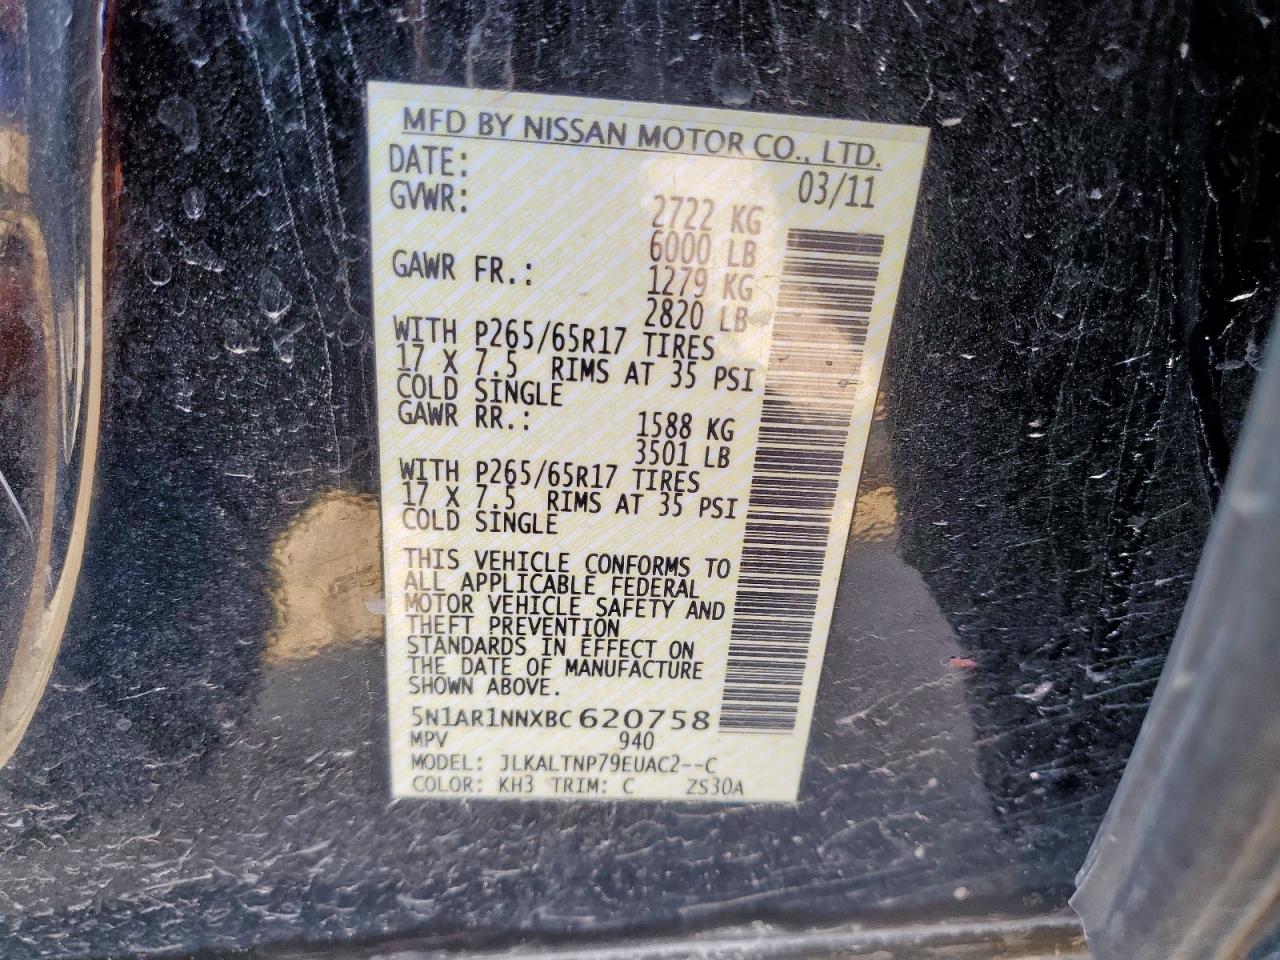 MFD BY NISSAN MOTOR CO., LTD.
DATE: 03/11
GVWR: 2722 KG
6000 LB
GAWR FR.: 1279 KG
2820 LB
WITH P265/65R17 TIRES
17 X 7.5 RIMS AT 35 PSI
COLD SINGLE
GAWR RR.: 1588 KG
3501 LB
WITH P265/65R17 TIRES
17 X 7.5 RIMS AT 35 PSI
COLD SINGLE
THIS VEHICLE CONFORMS TO
ALL APPLICABLE FEDERAL
MOTOR VEHICLE SAFETY AND
THEFT PREVENTION
STANDARDS IN EFFECT ON
THE DATE OF MANUFACTURE
SHOWN ABOVE.
5N1AR1NNXBC620758
MPV 940
MODEL: JLKALTNP79EUAC2--C
COLOR: KH3 TRIM: C ZS30A